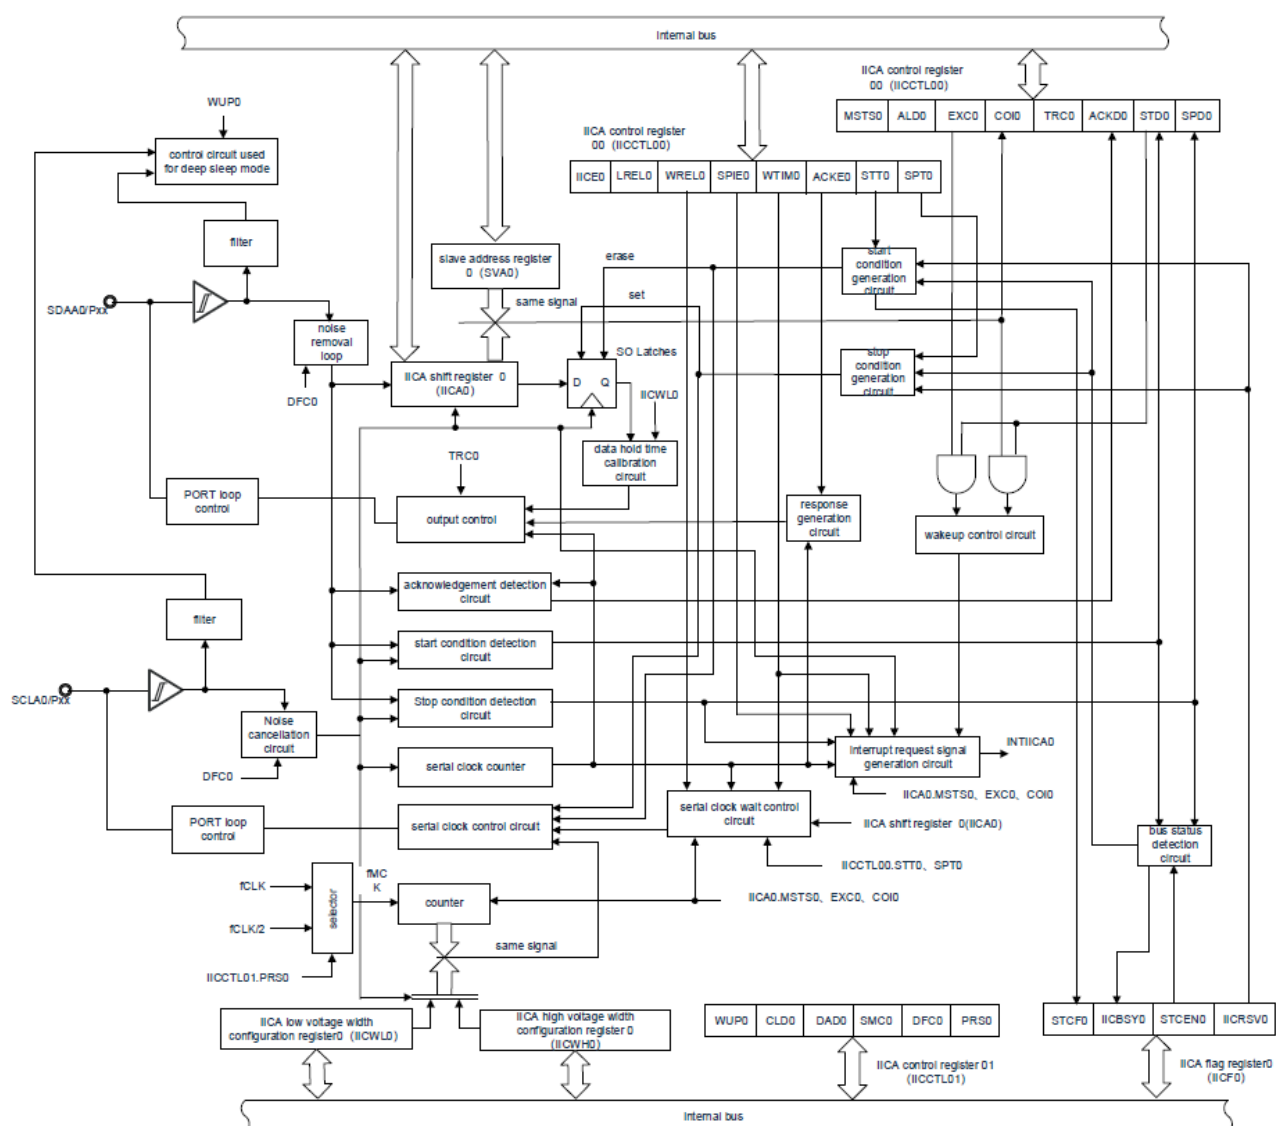 Internal bus
IICA control register
00 (IICCTL00)
MSTS0 ALD0 EXC0 COI0 TRC0 ACKD0 STD0 SPD0
WUP0
IICA control register
00 (IICCTL00)
control circuit used
for deep sleep mode
IICE0 LREL0 WREL0 SPIE0 WTIM0 ACKE0 STT0 SPT0
filter
slave address register
0 (SVA0)
erase
start
condition
generation
circuit
set
same signal
SDAA0/Pxx
noise
removal
loop
SO Latches
stop
condition
generation
circuit
IICA shift register 0
(IICA0)
D Q
DFC0
IICWL0
data hold time
calibration
circuit
TRC0
PORT loop
control
output control
response
generation
circuit
wakeup control circuit
acknowledgement detection
circuit
filter
start condition detection
circuit
SCLA0/Pxx
Stop condition detection
circuit
Noise
cancellation
circuit
Interrupt request signal
generation circuit
INTIICA0
serial clock counter
DFC0
IICA0.MSTS0、EXC0、COI0
serial clock wait control
circuit
PORT loop
control
serial clock control circuit
IICA shift register 0(IICA0)
bus status
detection
circuit
IICCTL00.STT0、SPT0
fMC
K
fCLK
selector
counter
IICA0.MSTS0、EXC0、COI0
fCLK/2
same signal
IICCTL01.PRS0
IICA low voltage width
configuration register0 (IICWL0)
IICA high voltage width
configuration register 0
(IICWH0)
WUP0 CLD0 DAD0 SMC0 DFC0 PRS0
STCF0 IICBSY0 STCEN0 IICRSV0
IICA control register 01
(IICCTL01)
IICA flag register0
(IICF0)
Internal bus